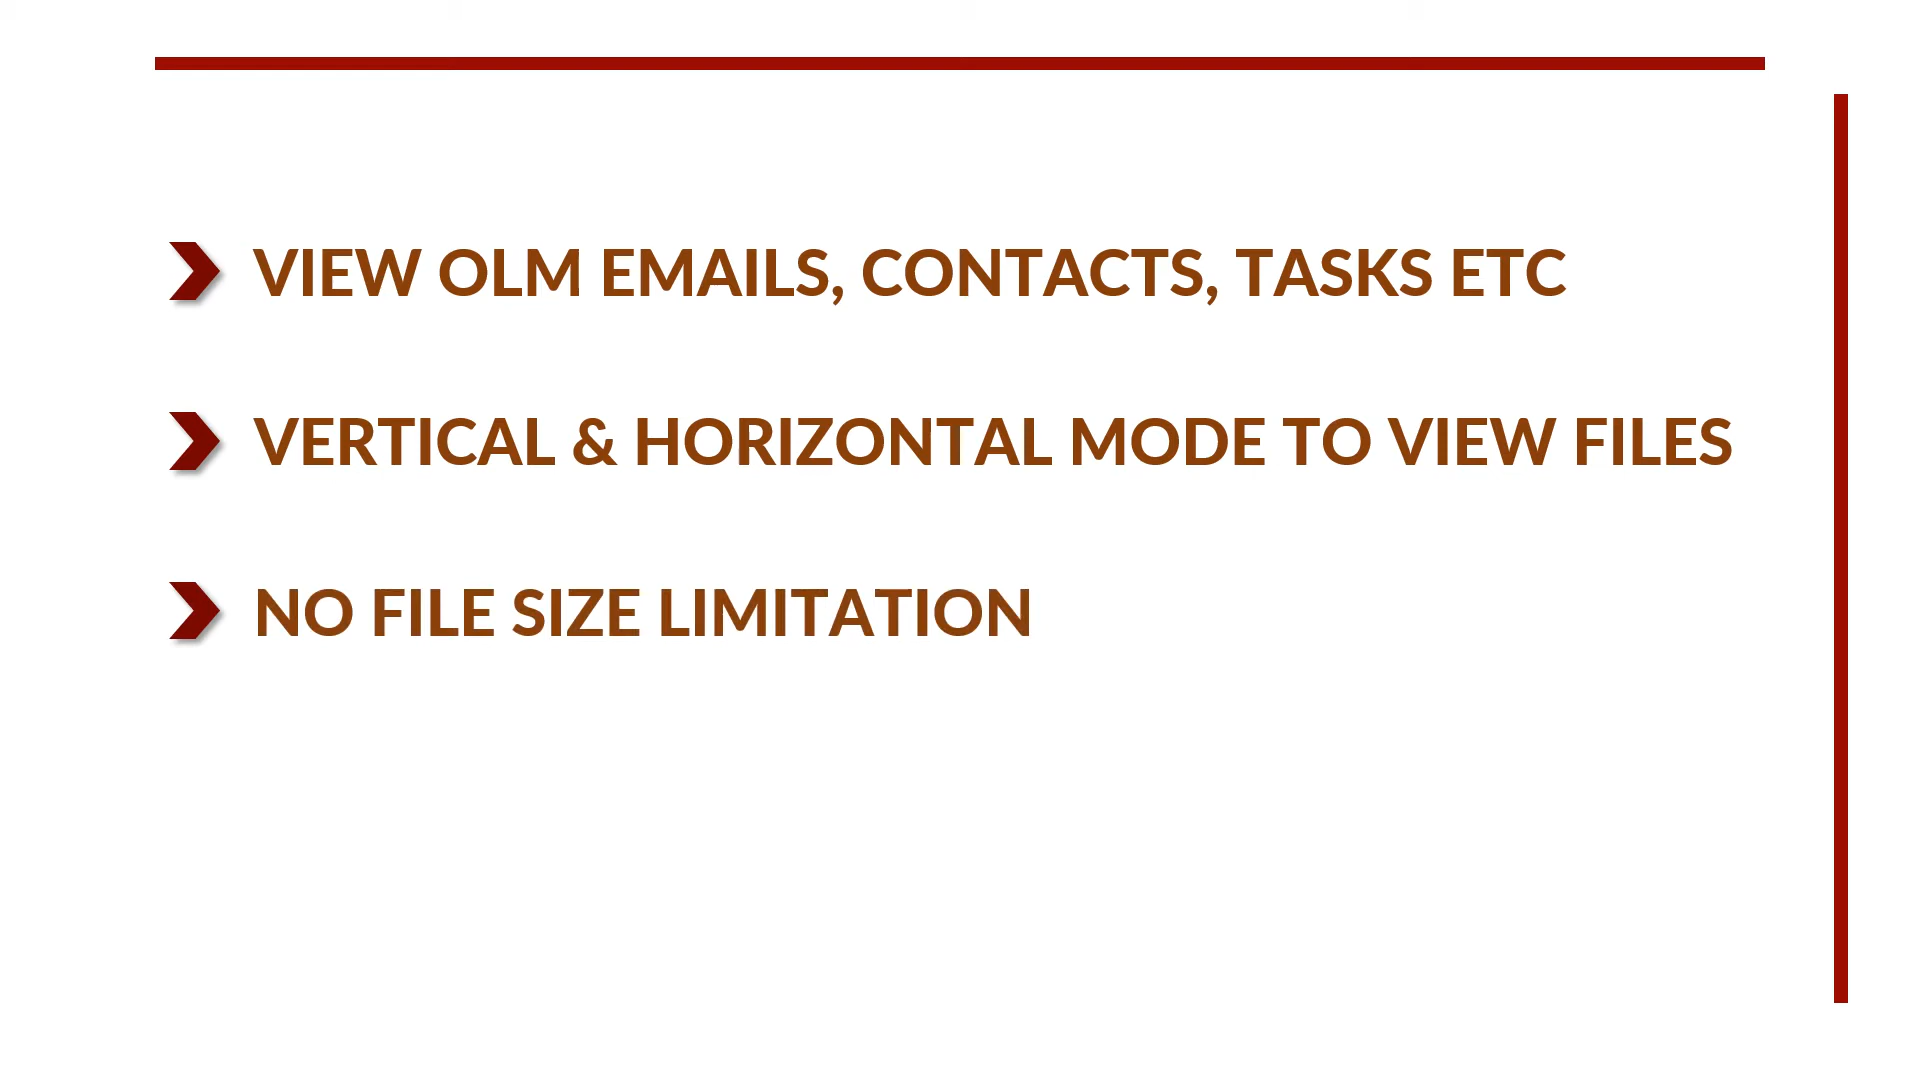 VIEW OLM EMAILS, CONTACTS, TASKS ETC
VERTICAL & HORIZONTAL MODE TO VIEW FILES
NO FILE SIZE LIMITATION